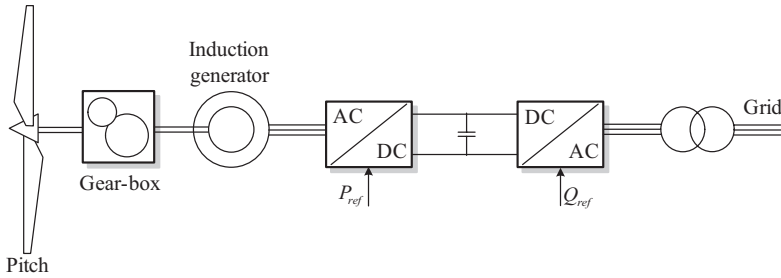 Induction
generator
Grid
AC
DC
DC
AC
Gear-box
P_ref
Q_ref
Pitch